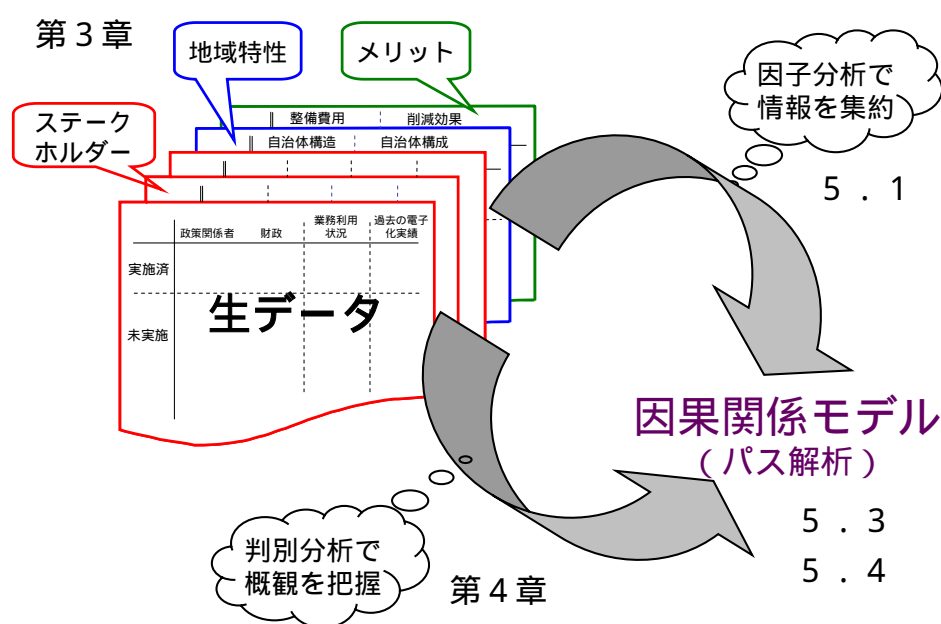 第３章
地域特性
メリット
ステーク
ホルダー
因子分析で
情報を集約
５．１
整備費用
削減効果
自治体構造
自治体構成
政策関係者
財政
業務利用
状況
過去の電子
化実績
実施済
未実施
生データ
因果関係モデル
（パス解析）
５．３
５．４
判別分析で
概観を把握
第４章